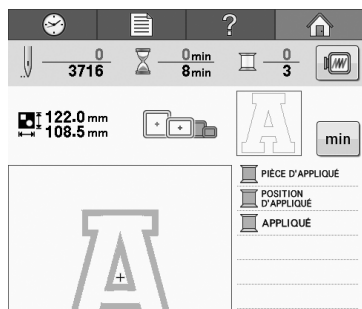 ?
0
3716
0min
8min
0
3
122.0 mm
108.5 mm
A
min
PIÈCE D'APPLIQUÉ
POSITION
D'APPLIQUÉ
APPLIQUÉ
A